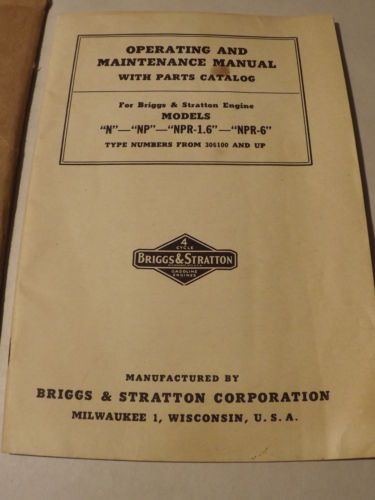 OPERATING AND
MAINTENANCE MANUAL
WITH PARTS CATALOG
For Briggs & Stratton Engine
MODELS
"N"—"NP"—"NPR-1.6"—"NPR-6"
TYPE NUMBERS FROM 305100 AND UP
4
CYCLE
BRIGGS & STRATTON
GASOLINE
ENGINES
MANUFACTURED BY
BRIGGS & STRATTON CORPORATION
MILWAUKEE 1, WISCONSIN, U. S. A.